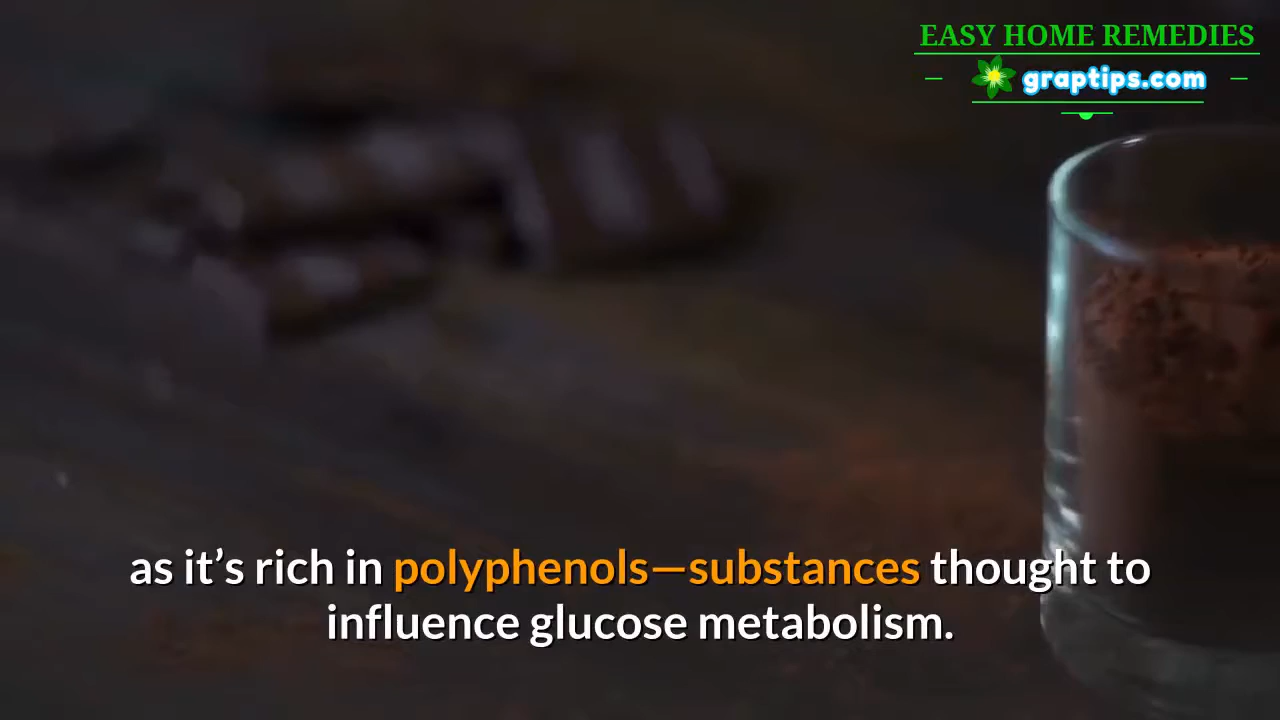 EASY HOME REMEDIES
graptips.com
as it’s rich in polyphenols—substances thought to
influence glucose metabolism.